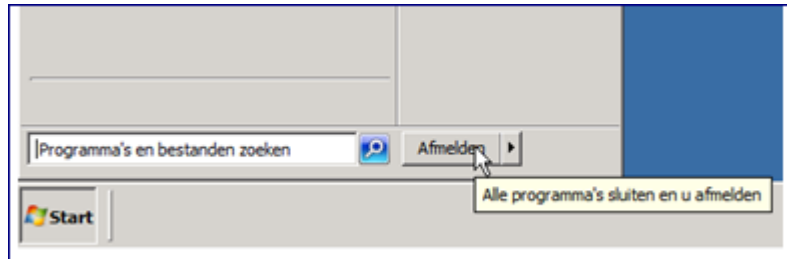 Programma's en bestanden zoeken
Afmelden
Alle programma's sluiten en u afmelden
Start